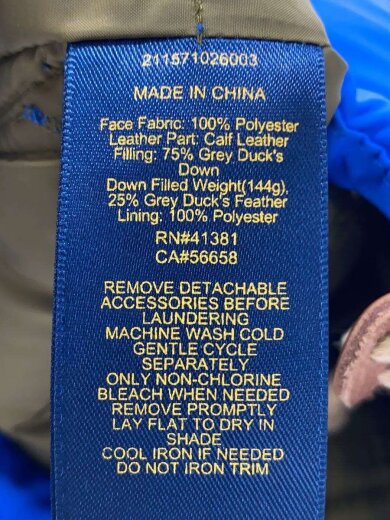 211571026003
MADE IN CHINA
Face Fabric: 100% Polyester
Leather Part: Calf Leather
Filling: 75% Grey Duck's
Down
Down Filled Weight(144g),
25% Grey Duck's Feather
Lining: 100% Polyester
RN#41381
CA#56658
REMOVE DETACHABLE
ACCESSORIES BEFORE
LAUNDERING
MACHINE WASH COLD
GENTLE CYCLE
SEPARATELY
ONLY NON-CHLORINE
BLEACH WHEN NEEDED
REMOVE PROMPTLY
LAY FLAT TO DRY IN
SHADE
COOL IRON IF NEEDED
DO NOT IRON TRIM